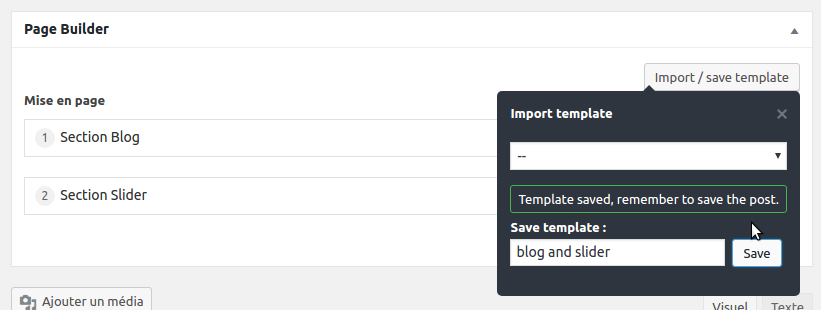 Page Builder
Import / save template
Mise en page
1 Section Blog
2 Section Slider
Import template
--
Template saved, remember to save the post.
Save template :
blog and slider
Save
Ajouter un média
Visuel
Texte